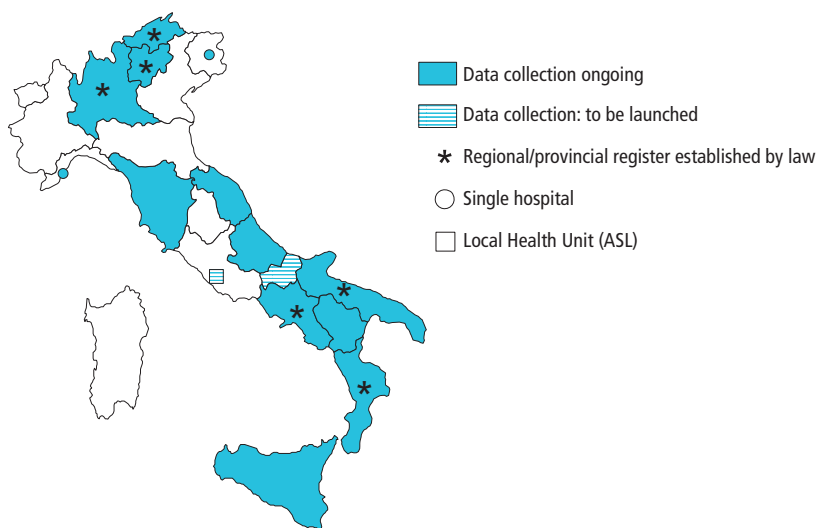 Data collection ongoing
Data collection: to be launched
* Regional/provincial register established by law
Single hospital
Local Health Unit (ASL)